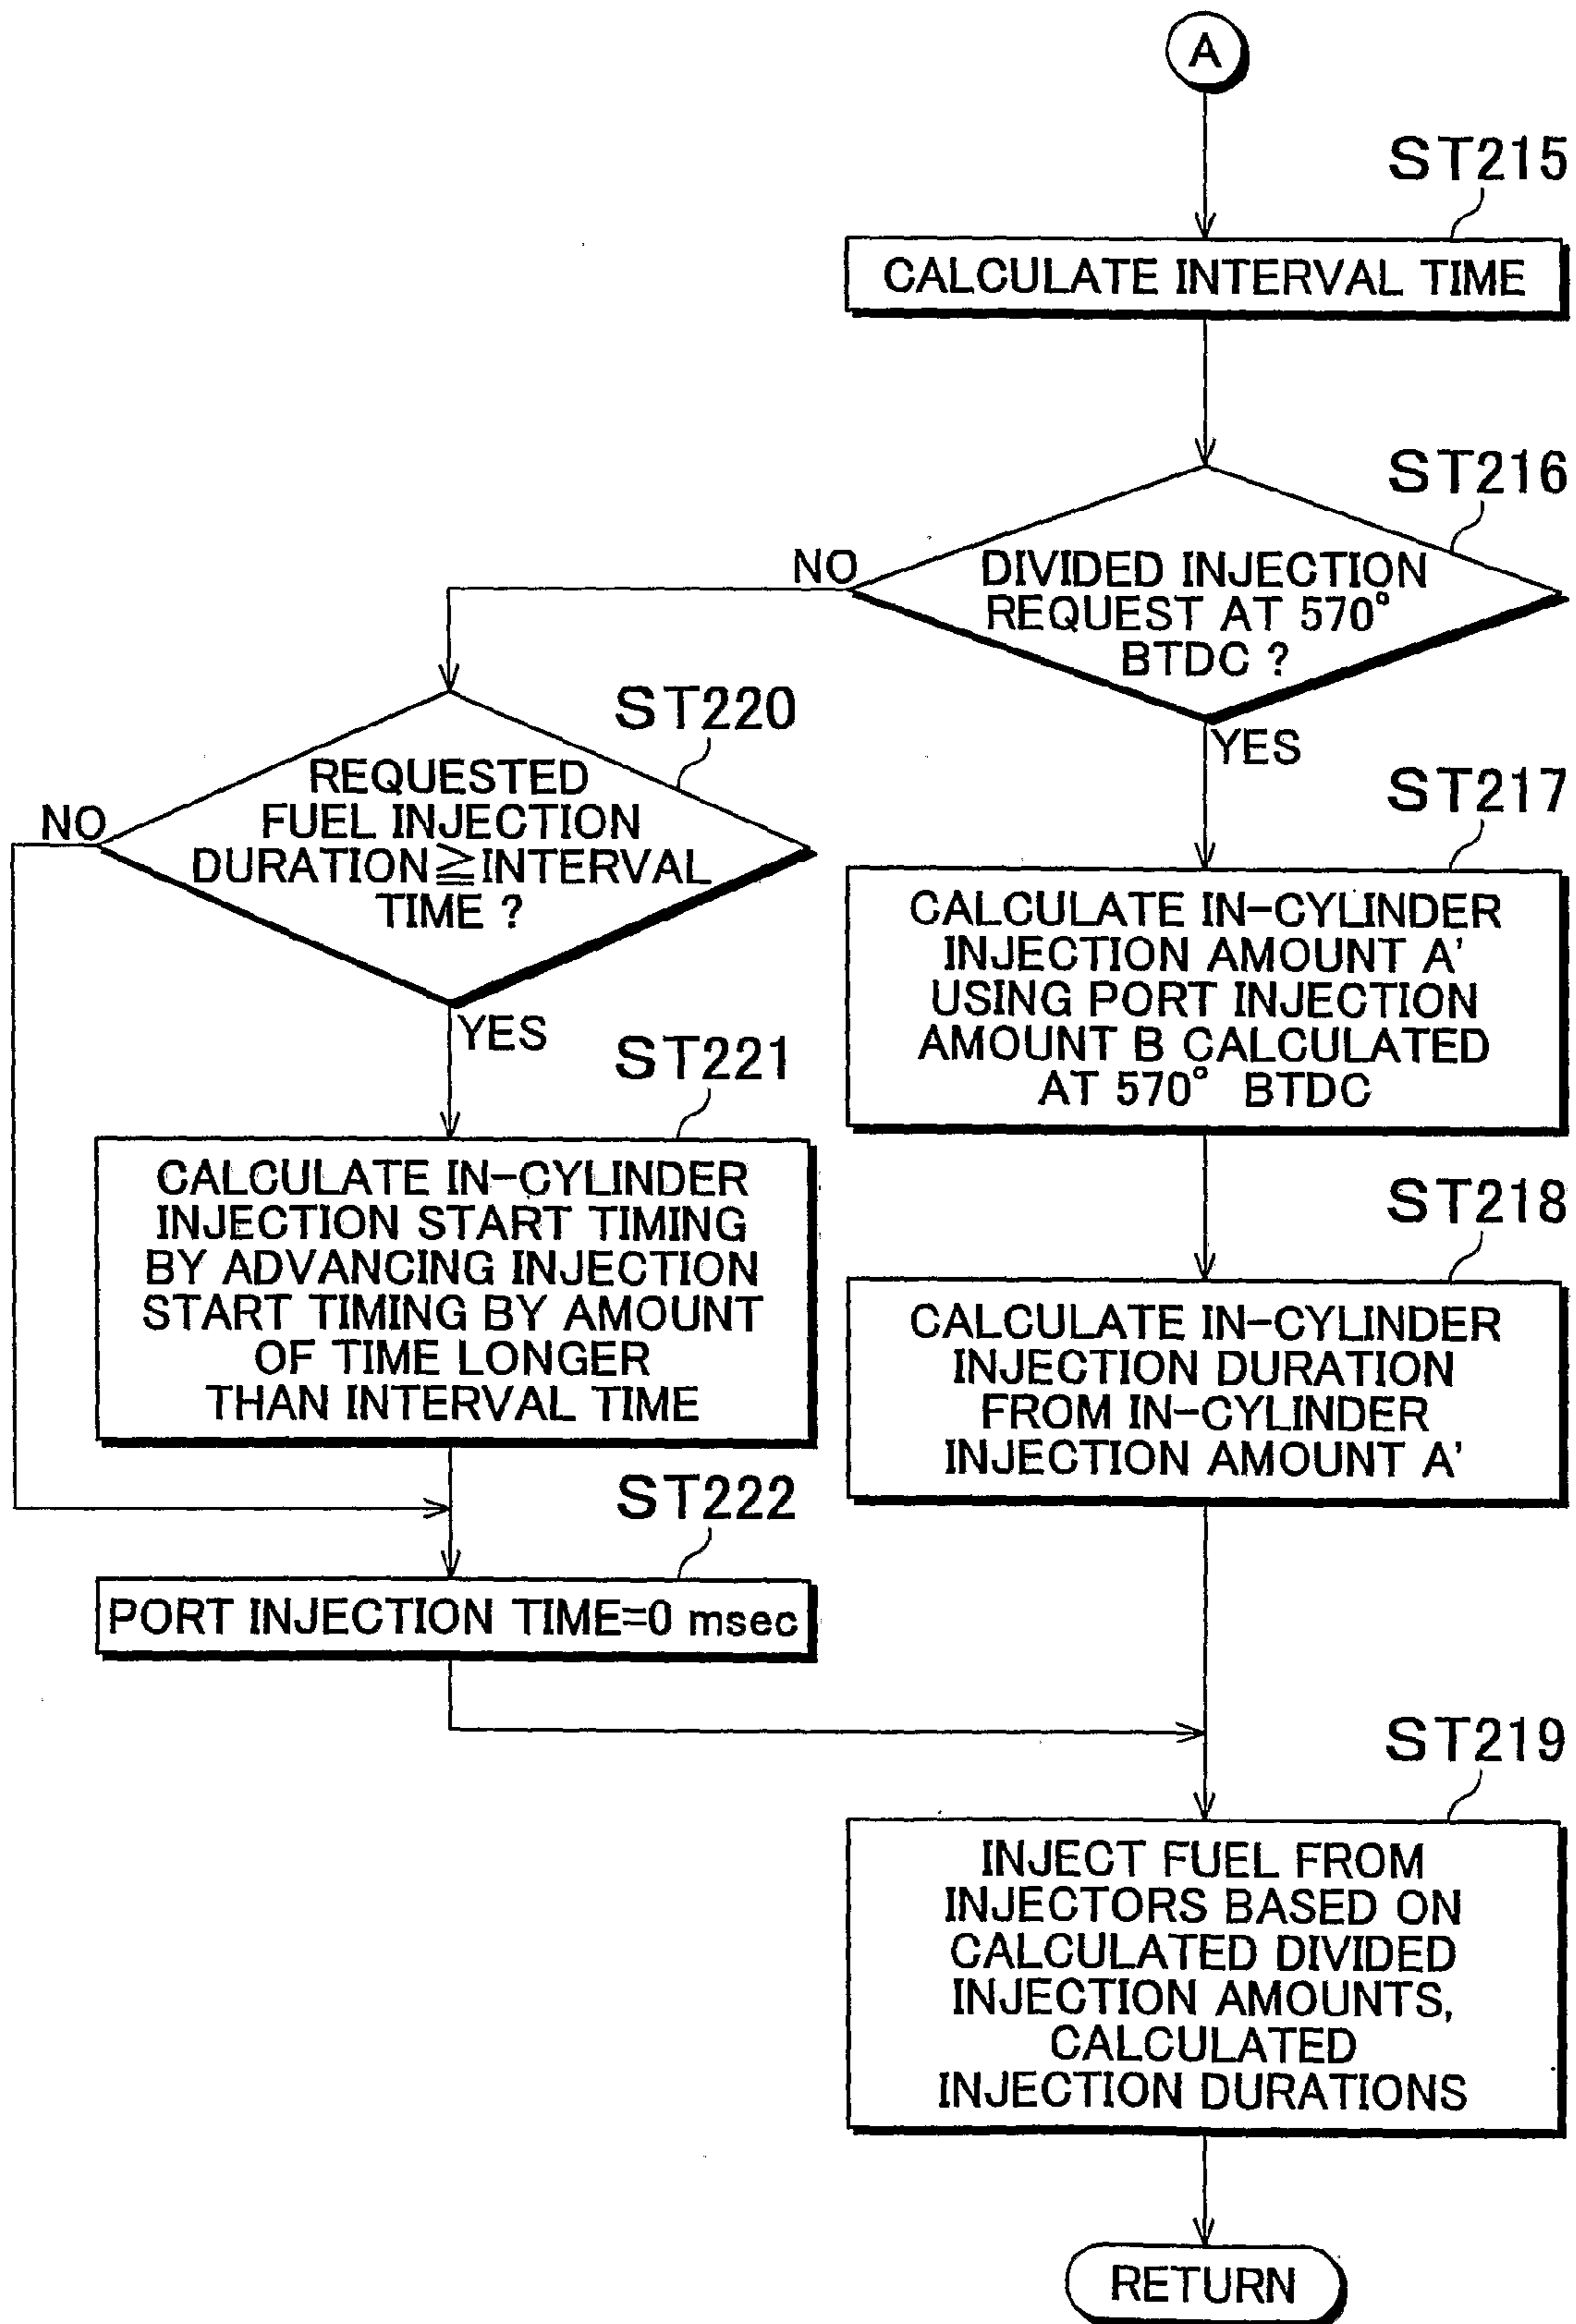 A
ST215
CALCULATE INTERVAL TIME
ST216
NO
DIVIDED INJECTION
REQUEST AT 570°
BTDC ?
YES
ST220
REQUESTED
FUEL INJECTION
DURATION≧INTERVAL
TIME ?
NO
YES
ST217
CALCULATE IN-CYLINDER
INJECTION AMOUNT A'
USING PORT INJECTION
AMOUNT B CALCULATED
AT 570° BTDC
ST221
CALCULATE IN-CYLINDER
INJECTION START TIMING
BY ADVANCING INJECTION
START TIMING BY AMOUNT
OF TIME LONGER
THAN INTERVAL TIME
ST218
CALCULATE IN-CYLINDER
INJECTION DURATION
FROM IN-CYLINDER
INJECTION AMOUNT A'
ST222
PORT INJECTION TIME=0 msec
ST219
INJECT FUEL FROM
INJECTORS BASED ON
CALCULATED DIVIDED
INJECTION AMOUNTS,
CALCULATED
INJECTION DURATIONS
RETURN